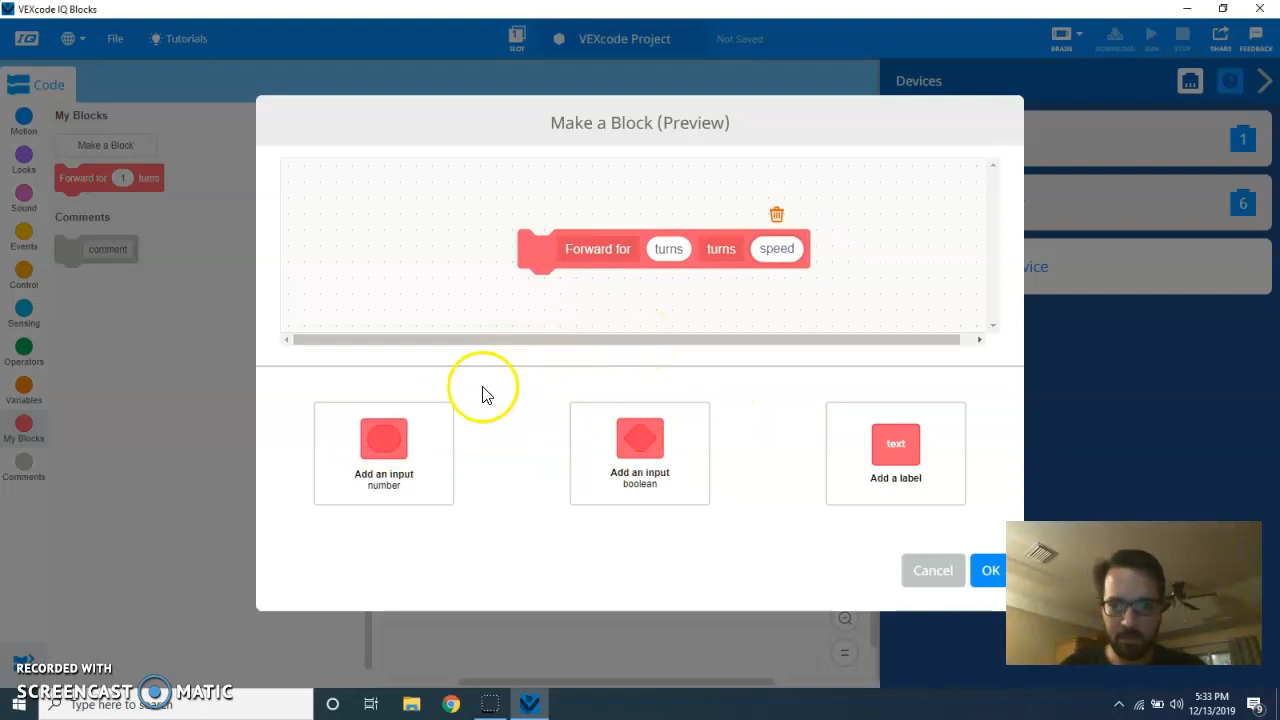 VEXcode IQ Blocks
IQ File Tutorials 1 SLOT VEXcode Project Not Saved BRAIN DOWNLOAD RUN STOP SHARE FEEDBACK
Code
Devices
Motion
Looks
Sound
Events
Control
Sensing
Operators
Variables
My Blocks
Comments
My Blocks
Make a Block
Forward for 1 turns
Comments
comment
Make a Block (Preview)
Forward for turns turns speed
Add an input
number
Add an input
boolean
text
Add a label
Cancel OK
1
6
vice
RECORDED WITH
SCREENCAST MATIC
Type here to search
5:33 PM
12/13/2019
9